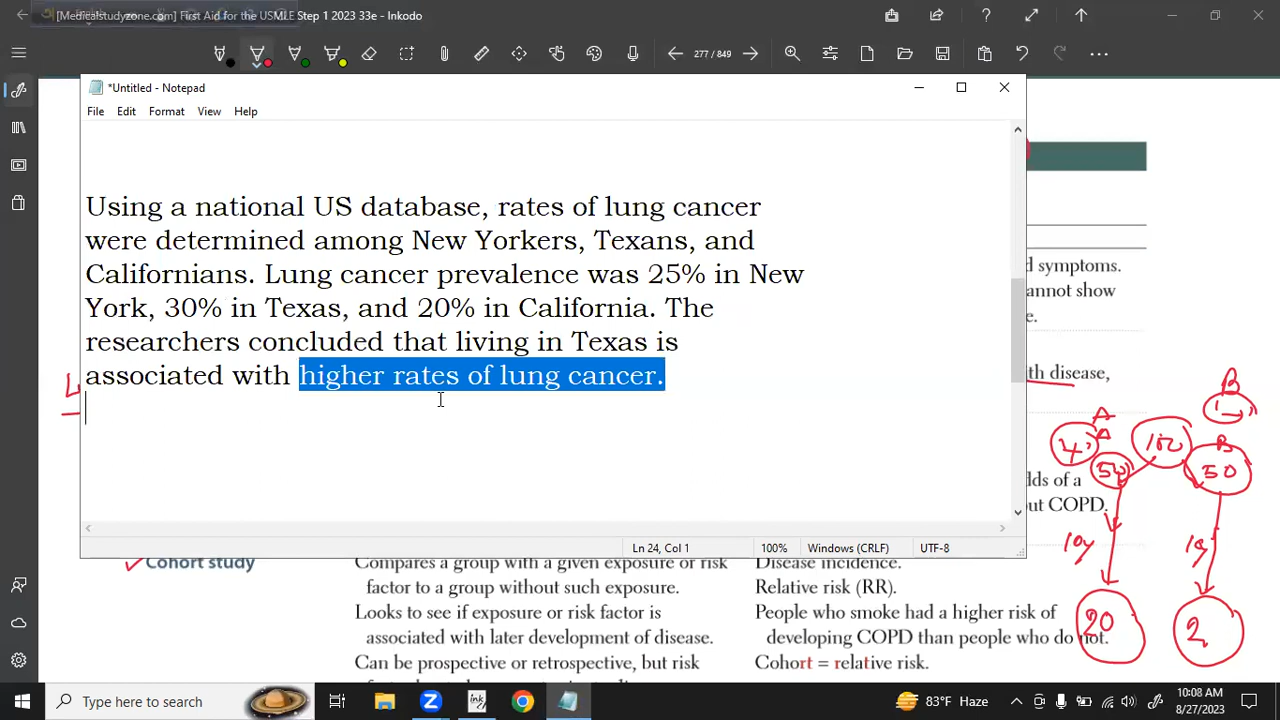 [Medicalstudyzone.com] First Aid for the USMLE Step 1 2023 33e - Inkodo
277 / 849
*Untitled - Notepad
File Edit Format View Help
Using a national US database, rates of lung cancer
were determined among New Yorkers, Texans, and
Californians. Lung cancer prevalence was 25% in New
York, 30% in Texas, and 20% in California. The
researchers concluded that living in Texas is
associated with higher rates of lung cancer.
d symptoms.
annot show
e.
th disease,
B
A
A
B
50
50
lds of a
out COPD.
10y
20
2
Ln 24, Col 1 100% Windows (CRLF) UTF-8
Cohort study
Compares a group with a given exposure or risk
factor to a group without such exposure.
Looks to see if exposure or risk factor is
associated with later development of disease.
Can be prospective or retrospective, but risk
Disease incidence.
Relative risk (RR).
People who smoke had a higher risk of
developing COPD than people who do not.
Cohort = relative risk.
Type here to search
83°F Haze
10:08 AM
8/27/2023